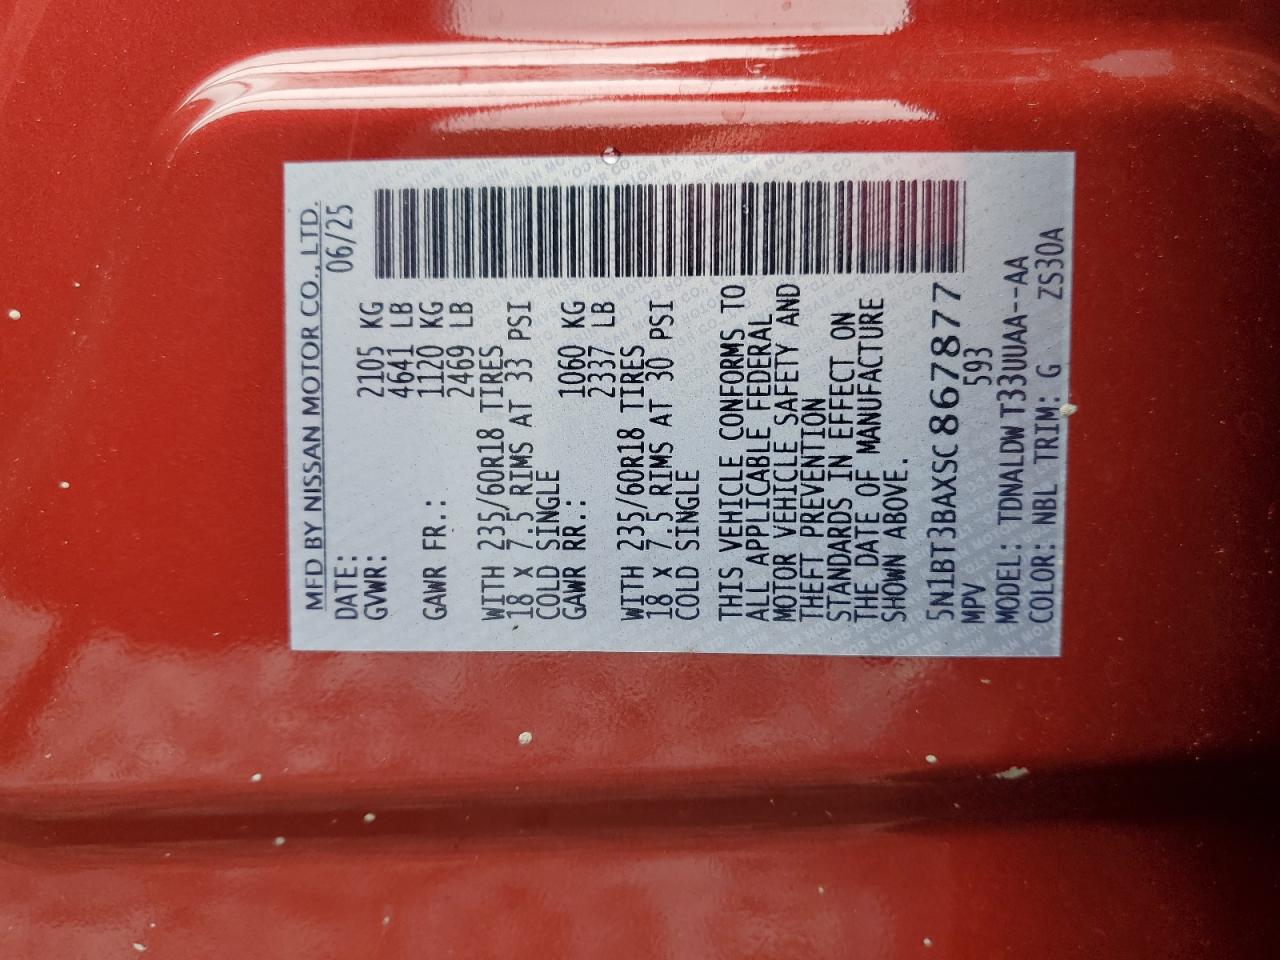 MFD BY NISSAN MOTOR CO., LTD.
DATE: 06/25
GVWR: 2105 KG
4641 LB
GAWR FR.: 1120 KG
2469 LB
WITH 235/60R18 TIRES
18 x 7.5 RIMS AT 33 PSI
COLD SINGLE
GAWR RR.: 1060 KG
2337 LB
WITH 235/60R18 TIRES
18 x 7.5 RIMS AT 30 PSI
COLD SINGLE
THIS VEHICLE CONFORMS TO
ALL APPLICABLE FEDERAL
MOTOR VEHICLE SAFETY AND
THEFT PREVENTION
STANDARDS IN EFFECT ON
THE DATE OF MANUFACTURE
SHOWN ABOVE.
5N1BT3BAXSC867877
MPV 593
MODEL: TDNALDW T33UUAA--AA
COLOR: NBL TRIM: G ZS30A